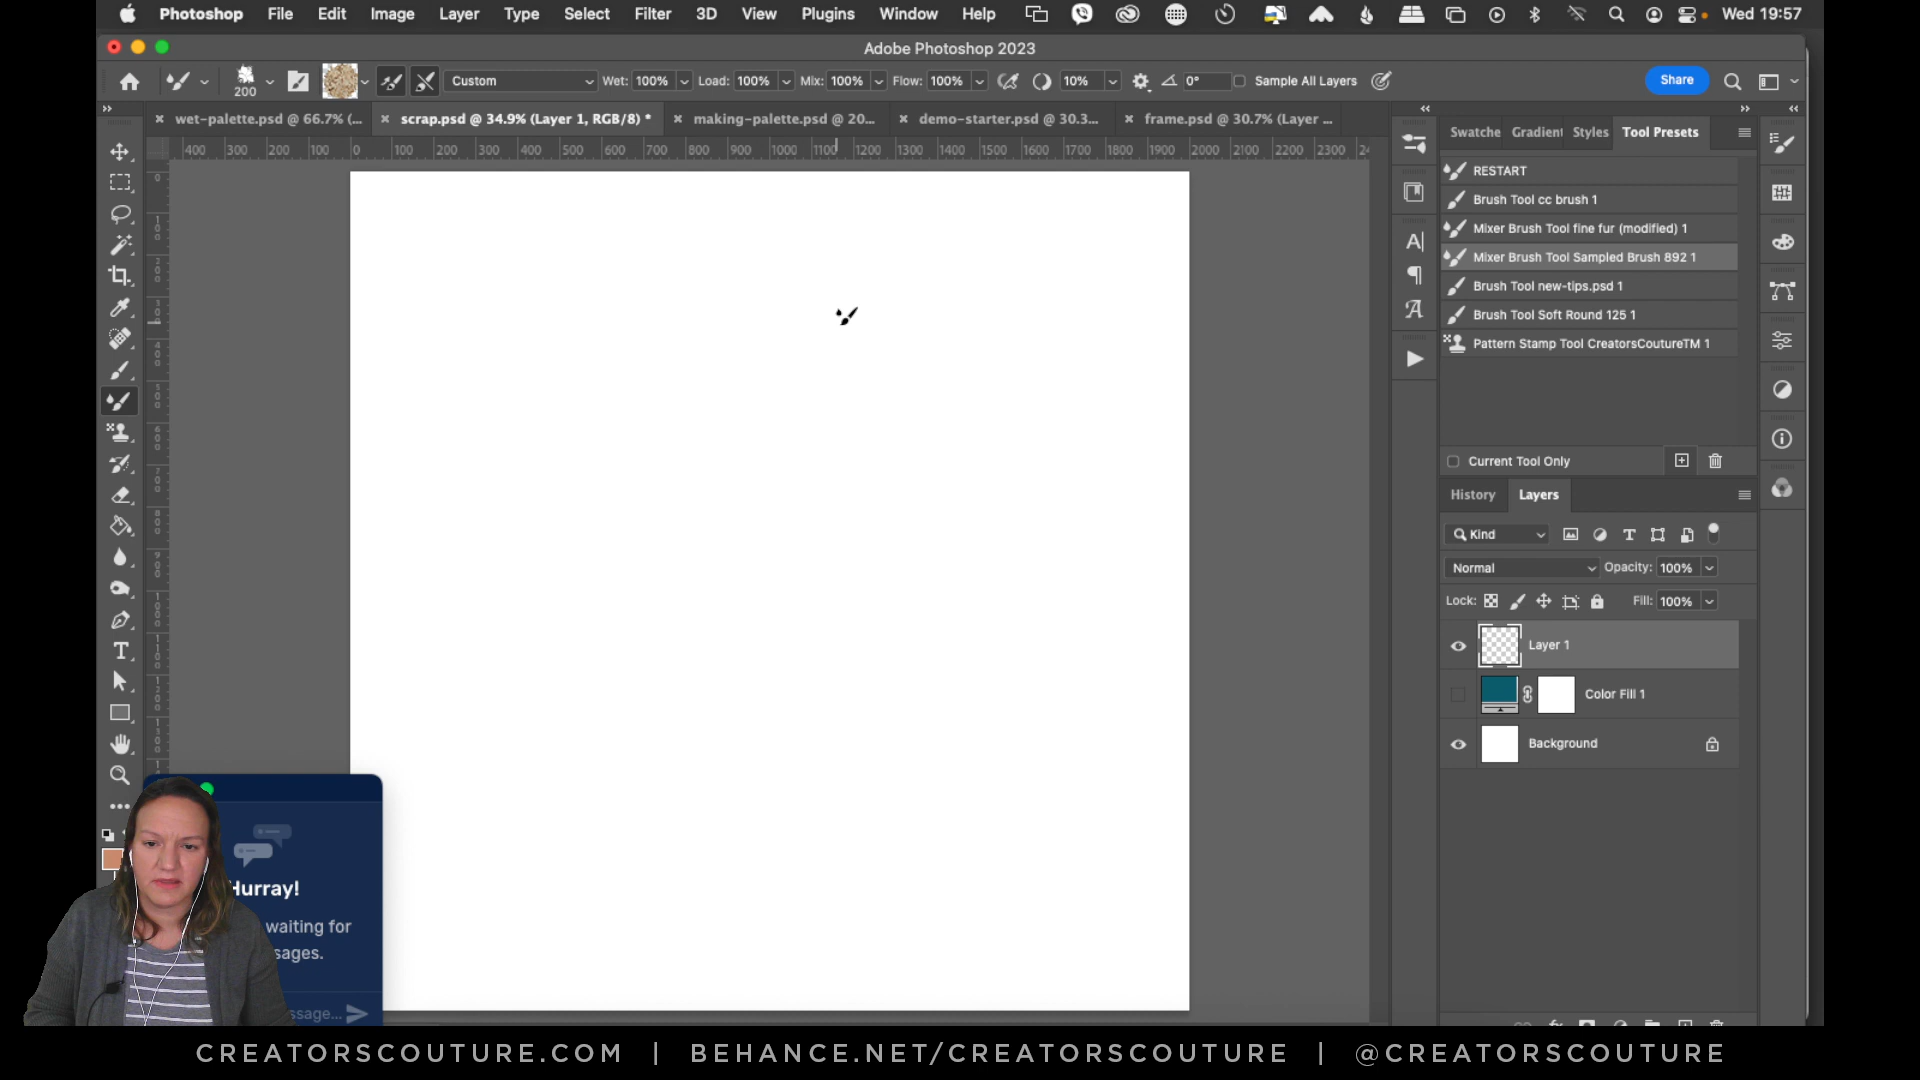 Photoshop File Edit Image Layer Type Select Filter 3D View Plugins Window Help Wed 19:57
Adobe Photoshop 2023
200 Custom Wet: 100% Load: 100% Mix: 100% Flow: 100% 10% 0° Sample All Layers Share
wet-palette.psd @ 66.7% (... scrap.psd @ 34.9% (Layer 1, RGB/8) * making-palette.psd @ 20... demo-starter.psd @ 30.3... frame.psd @ 30.7% (Layer ...
400 300 200 100 0 100 200 300 400 500 600 700 800 900 1000 1100 1200 1300 1400 1500 1600 1700 1800 1900 2000 2100 2200 2300
Swatche Gradient Styles Tool Presets
RESTART
Brush Tool cc brush 1
Mixer Brush Tool fine fur (modified) 1
Mixer Brush Tool Sampled Brush 892 1
Brush Tool new-tips.psd 1
Brush Tool Soft Round 125 1
Pattern Stamp Tool CreatorsCoutureTM 1
Current Tool Only
History Layers
Kind
Normal Opacity: 100%
Lock: Fill: 100%
Layer 1
Color Fill 1
Background
Hurray!
waiting for
sages.
ssage...
CREATORSCOUTURE.COM | BEHANCE.NET/CREATORSCOUTURE | @CREATORSCOUTURE